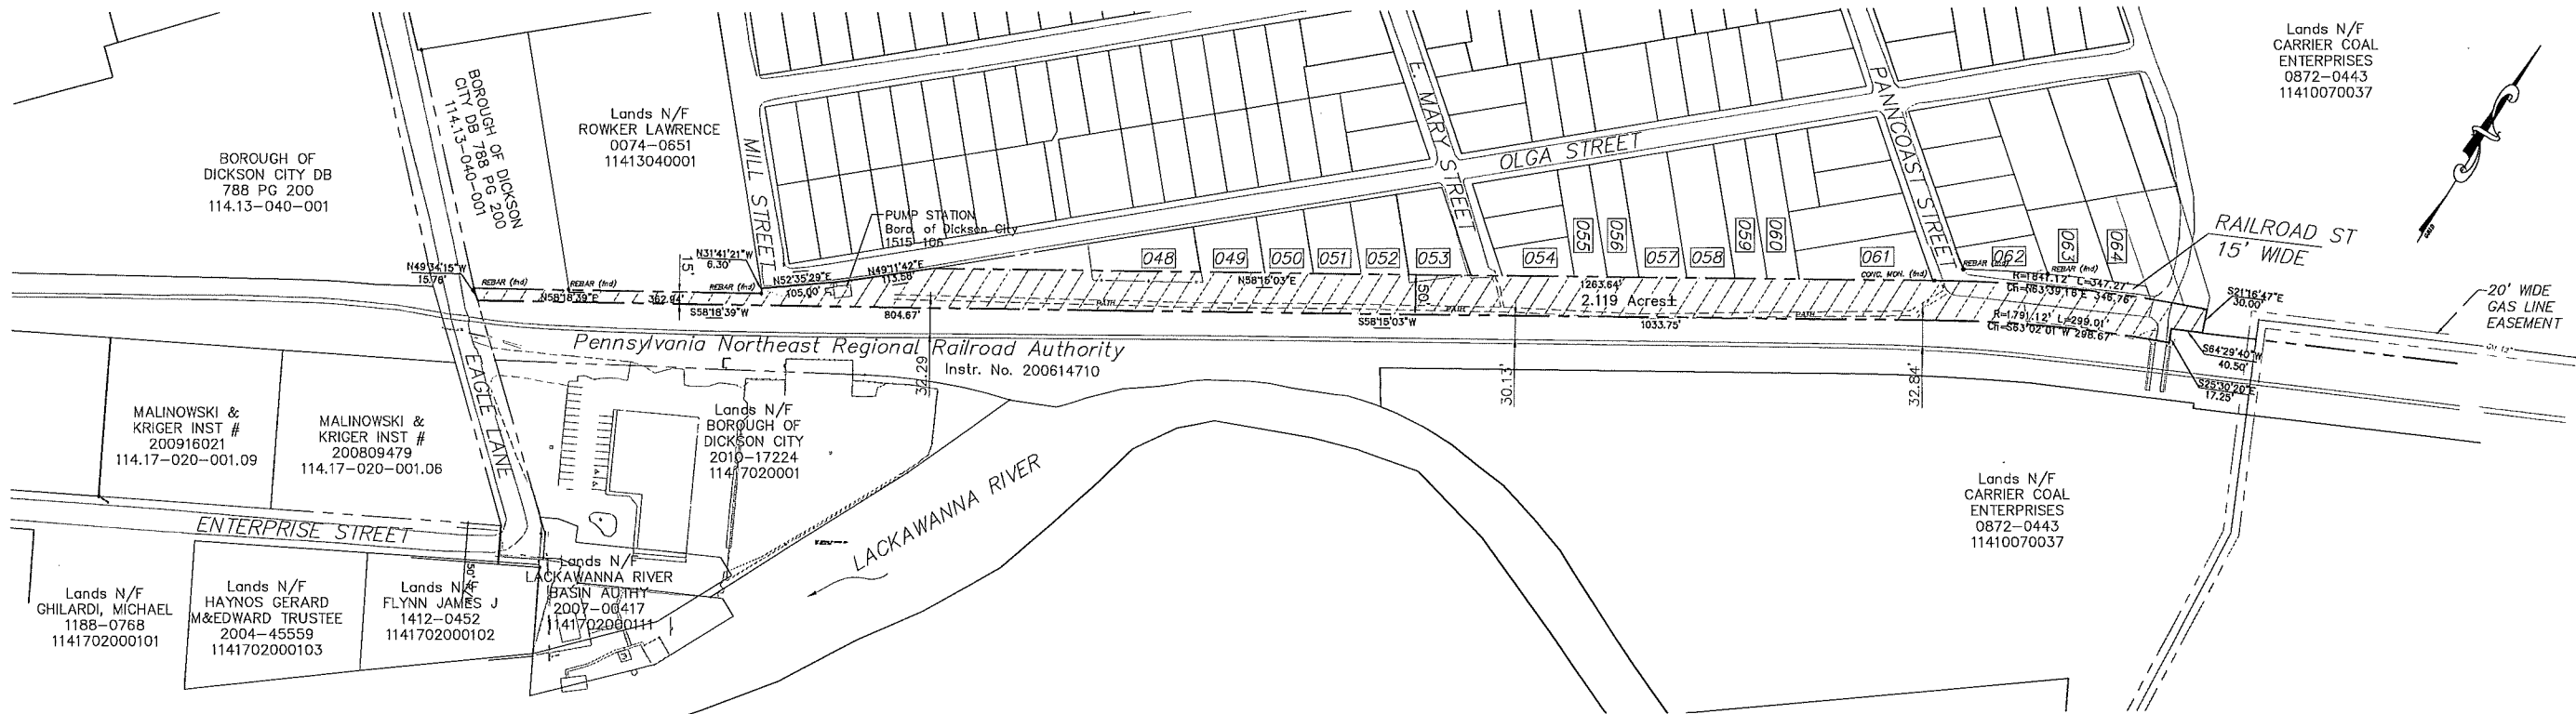 BOROUGH OF
DICKSON CITY DB
788 PG 200
114.13-040-001
BOROUGH OF DICKSON
CITY DB 788 PG 200
114.13-040-001
Lands N/F
ROWKER LAWRENCE
0074-0651
11413040001
MILL STREET
PUMP STATION
Boro. of Dickson City
1515-106
E. MARY STREET
OLGA STREET
PANNCOAST STREET
Lands N/F
CARRIER COAL
ENTERPRISES
0872-0443
11410070037
RAILROAD ST
15' WIDE
20' WIDE
GAS LINE
EASEMENT
048
049
050
051
052
053
054
055
056
057
058
059
060
061
062
063
064
N49°34'15"W
15.76'
REBAR (fnd)
REBAR (fnd)
REBAR (fnd)
N58°18'39"E
362.94'
S58°18'39"W
15'
N31°41'21"W
6.30'
N52°35'29"E
105.00'
N49°11'42"E
113.56'
804.67'
N58°15'03"E
1263.64'
2.119 Acres±
50'
PATH
PATH
PATH
S58°15'03"W
1033.75'
CONC. MON. (fnd)
REBAR (fnd)
REBAR (fnd)
R=1847.12' L=347.27'
Ch=N63°39'16"E 346.76'
R=1,791.12' L=299.01'
Ch=S63°02'01"W 298.67'
S21°16'47"E
30.00'
S64°29'40"W
40.50'
S25°30'20"E
17.25'
Pennsylvania Northeast Regional Railroad Authority
Instr. No. 200614710
32.29
30.13'
32.84'
EAGLE LANE
MALINOWSKI &
KRIGER INST #
200916021
114.17-020-001.09
MALINOWSKI &
KRIGER INST #
200809479
114.17-020-001.06
Lands N/F
BOROUGH OF
DICKSON CITY
2010-17224
11417020001
LACKAWANNA RIVER
Lands N/F
CARRIER COAL
ENTERPRISES
0872-0443
11410070037
ENTERPRISE STREET
50'
Lands N/F
GHILARDI, MICHAEL
1188-0768
1141702000101
Lands N/F
HAYNOS GERARD
M&EDWARD TRUSTEE
2004-45559
1141702000103
Lands N/F
FLYNN JAMES J
1412-0452
1141702000102
Lands N/F
LACKAWANNA RIVER
BASIN AUTHY
2007-00417
1141702000111